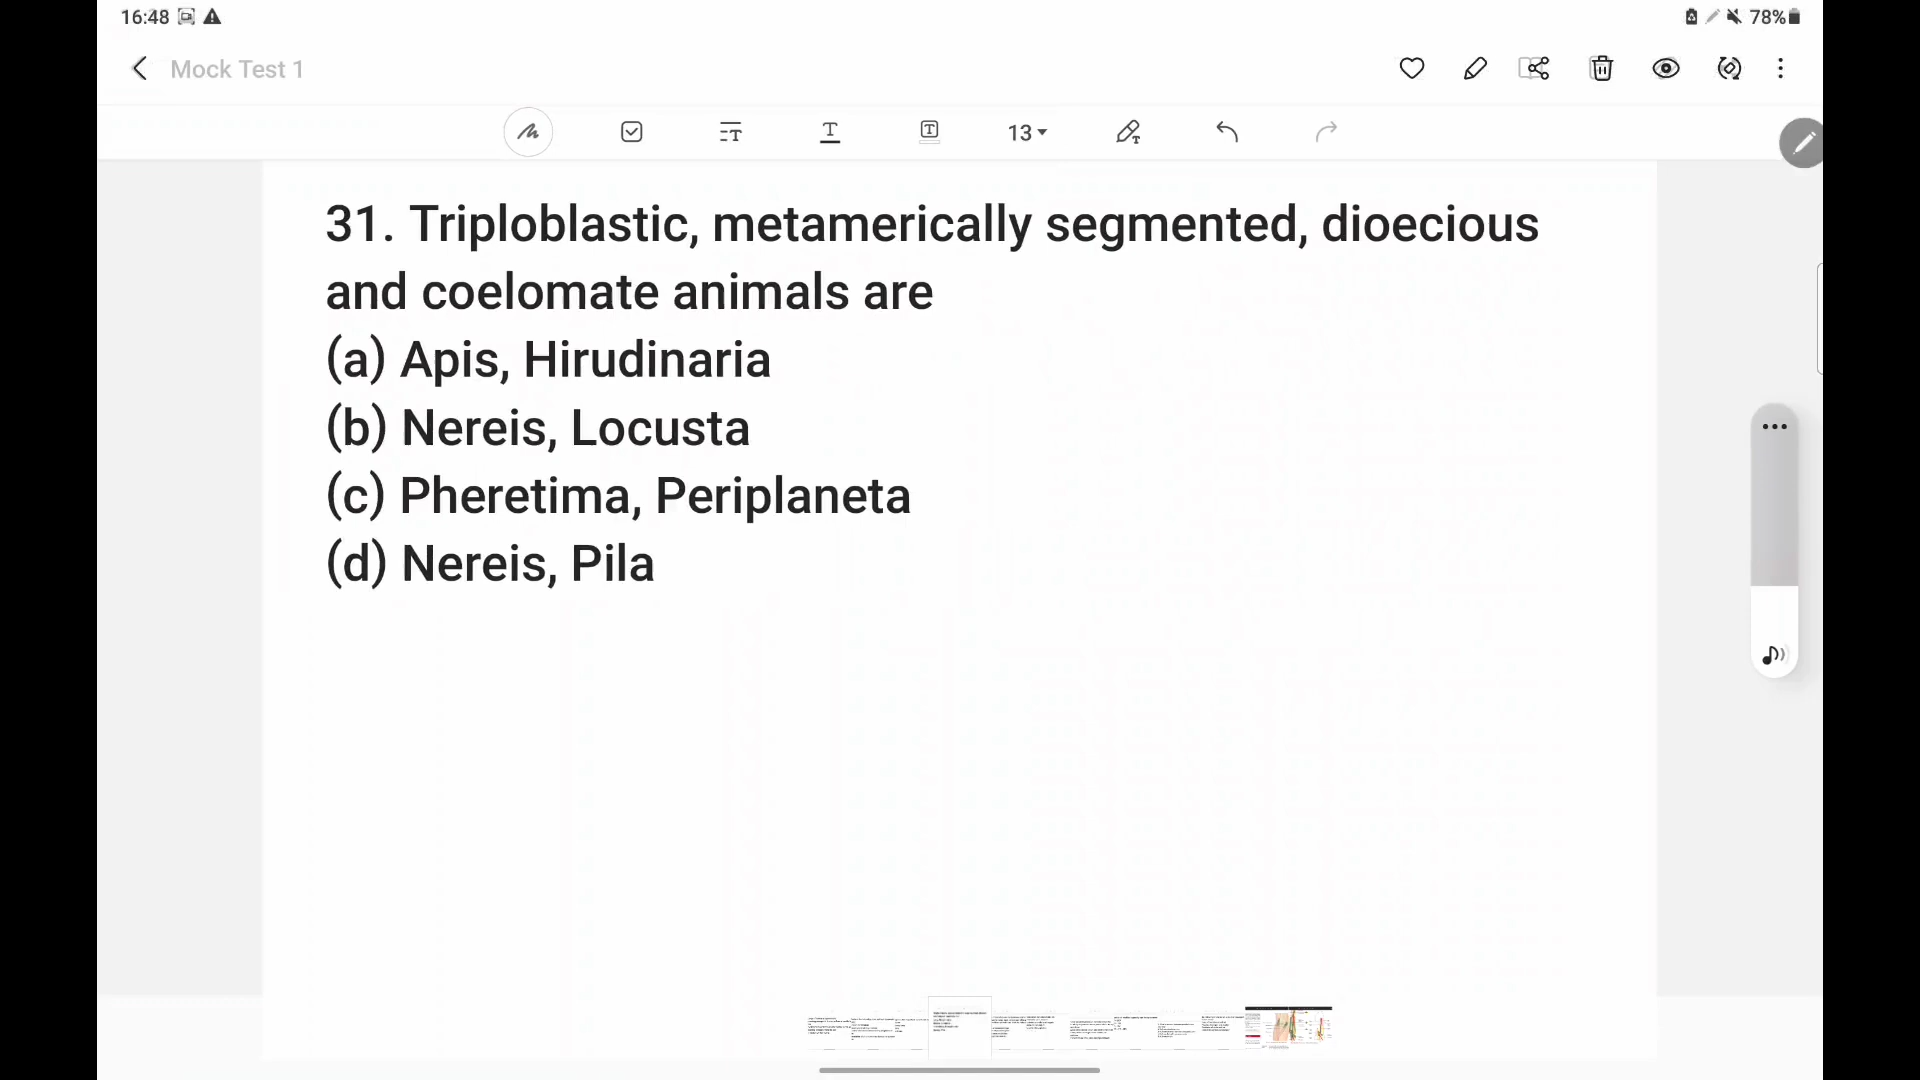 16:48
78%
Mock Test 1
13
31. Triploblastic, metamerically segmented, dioecious
and coelomate animals are
(a) Apis, Hirudinaria
(b) Nereis, Locusta
(c) Pheretima, Periplaneta
(d) Nereis, Pila